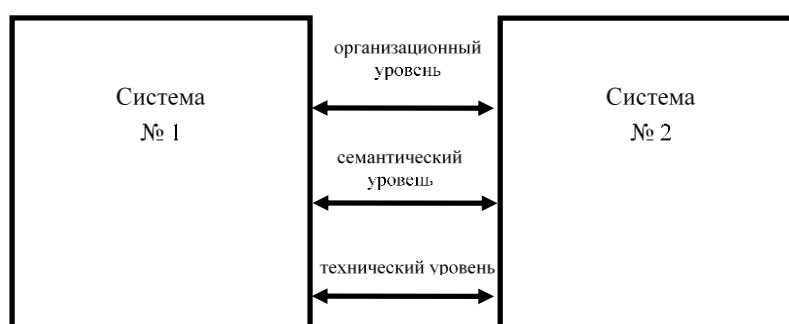 организационный
уровень
Система
№ 1
Система
№ 2
семантический
уровень
технический уровень